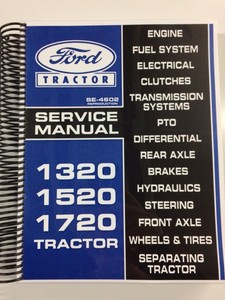 Ford
TRACTOR
SE-4602
REPRODUCTION
SERVICE
MANUAL
1320
1520
1720
TRACTOR
ENGINE
FUEL SYSTEM
ELECTRICAL
CLUTCHES
TRANSMISSION
SYSTEMS
PTO
DIFFERENTIAL
REAR AXLE
BRAKES
HYDRAULICS
STEERING
FRONT AXLE
WHEELS & TIRES
SEPARATING
TRACTOR